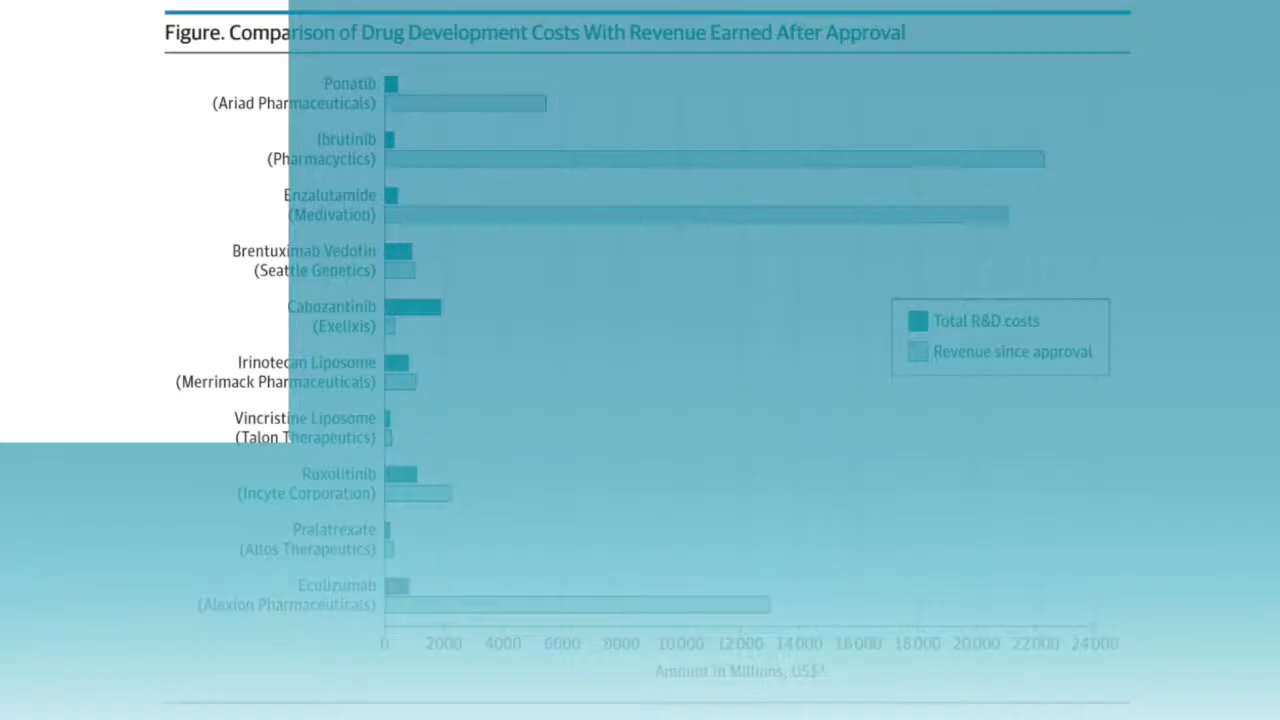 Figure. Comparison of Drug Development Costs With Revenue Earned After Approval
Ponatib
(Ariad Pharmaceuticals)
Ibrutinib
(Pharmacyctics)
Enzalutamide
(Medivation)
Brentuximab Vedotin
(Seattle Genetics)
Cabozantinib
(Exelixis)
Total R&D costs
Revenue since approval
Irinotecan Liposome
(Merrimack Pharmaceuticals)
Vincristine Liposome
(Talon Therapeutics)
Ruxolitinib
(Incyte Corporation)
Pralatrexate
(Allos Therapeutics)
Eculizumab
(Alexion Pharmaceuticals)
0 2000 4000 6000 8000 10000 12000 14000 16000 18000 20000 22000 24000
Amount in Millions, US$